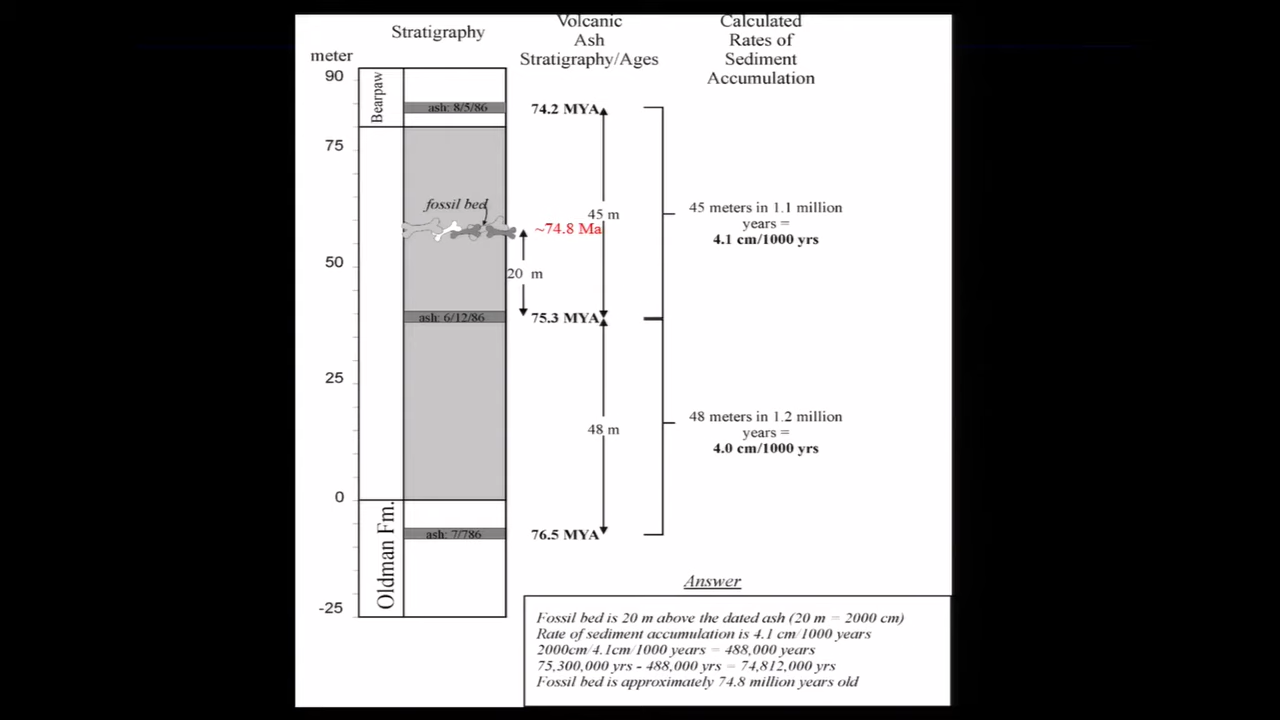 Stratigraphy
Volcanic
Ash
Stratigraphy/Ages
Calculated
Rates of
Sediment
Accumulation
meter
90
75
50
25
0
-25
Bearpaw
Oldman Fm.
ash: 8/5/86
fossil bed
ash: 6/12/86
ash: 7/786
74.2 MYA
45 m
~74.8 Ma
20 m
75.3 MYA
48 m
76.5 MYA
45 meters in 1.1 million
years =
4.1 cm/1000 yrs
48 meters in 1.2 million
years =
4.0 cm/1000 yrs
Answer
Fossil bed is 20 m above the dated ash (20 m = 2000 cm)
Rate of sediment accumulation is 4.1 cm/1000 years
2000cm/4.1cm/1000 years = 488,000 years
75,300,000 yrs - 488,000 yrs = 74,812,000 yrs
Fossil bed is approximately 74.8 million years old